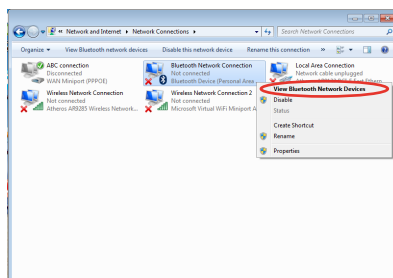 Network and Internet ▸ Network Connections ▸
Search Network Connections
Organize View Bluetooth network devices Disable this network device Rename this connection »
ABC connection
Disconnected
WAN Miniport (PPPOE)
Bluetooth Network Connection
Not connected
Bluetooth Device (Personal Area
Local Area Connection
Network cable unplugged
Wireless Network Connection
Not connected
Atheros AR9285 Wireless Network...
Wireless Network Connection 2
Not connected
Microsoft Virtual WiFi Miniport A
View Bluetooth Network Devices
Disable
Status
Create Shortcut
Rename
Properties